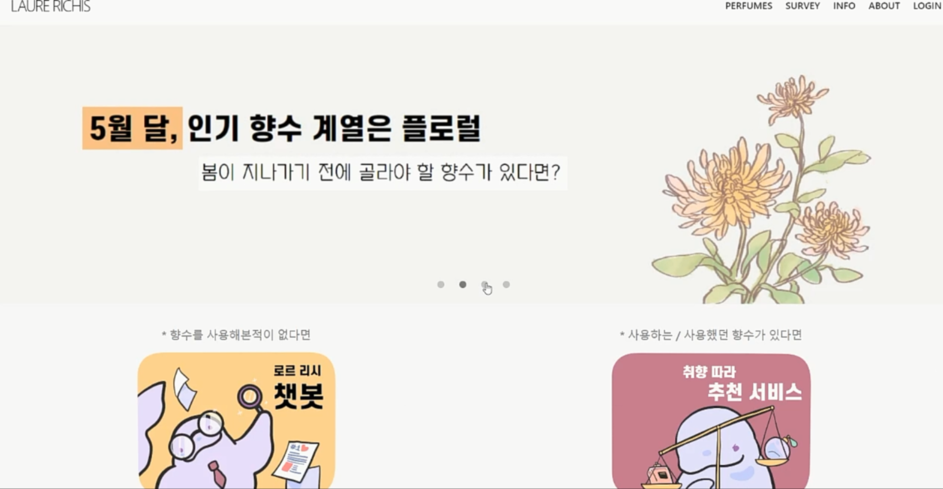 LAURE RICHIS
PERFUMES SURVEY INFO ABOUT LOGIN
5월 달, 인기 향수 계열은 플로럴
봄이 지나가기 전에 골라야 할 향수가 있다면?
* 향수를 사용해본적이 없다면
* 사용하는 / 사용했던 향수가 있다면
로르 리시
챗봇
취향 따라
추천 서비스